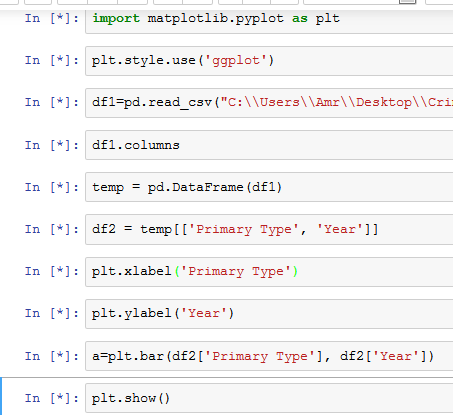 In [*]: import matplotlib.pyplot as plt
In [*]: plt.style.use('ggplot')
In [*]: df1=pd.read_csv("C:\\Users\\Amr\\Desktop\\Cri
In [*]: df1.columns
In [*]: temp = pd.DataFrame(df1)
In [*]: df2 = temp[['Primary Type', 'Year']]
In [*]: plt.xlabel('Primary Type')
In [*]: plt.ylabel('Year')
In [*]: a=plt.bar(df2['Primary Type'], df2['Year'])
In [*]: plt.show()